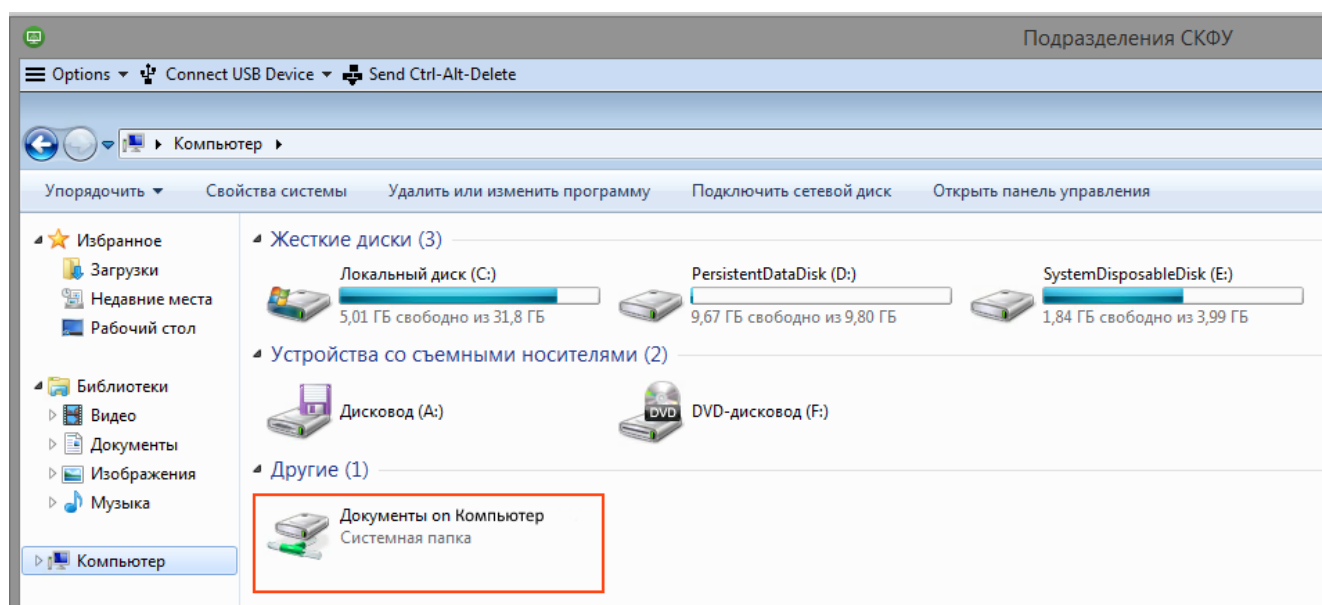 Подразделения СКФУ
Options Connect USB Device Send Ctrl-Alt-Delete
Компьютер
Упорядочить Свойства системы Удалить или изменить программу Подключить сетевой диск Открыть панель управления
Избранное
Загрузки
Недавние места
Рабочий стол
Библиотеки
Видео
Документы
Изображения
Музыка
Компьютер
Жесткие диски (3)
Локальный диск (C:)
5,01 ГБ свободно из 31,8 ГБ
PersistentDataDisk (D:)
9,67 ГБ свободно из 9,80 ГБ
SystemDisposableDisk (E:)
1,84 ГБ свободно из 3,99 ГБ
Устройства со съемными носителями (2)
Дисковод (A:)
DVD
DVD-дисковод (F:)
Другие (1)
Документы on Компьютер
Системная папка